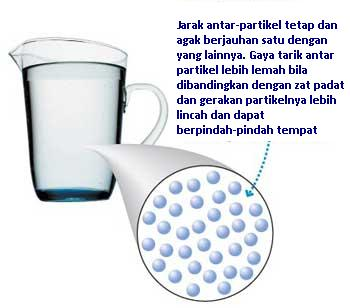 Jarak antar-partikel tetap dan
agak berjauhan satu dengan
yang lainnya. Gaya tarik antar
partikel lebih lemah bila
dibandingkan dengan zat padat
dan gerakan partikelnya lebih
lincah dan dapat
berpindah-pindah tempat